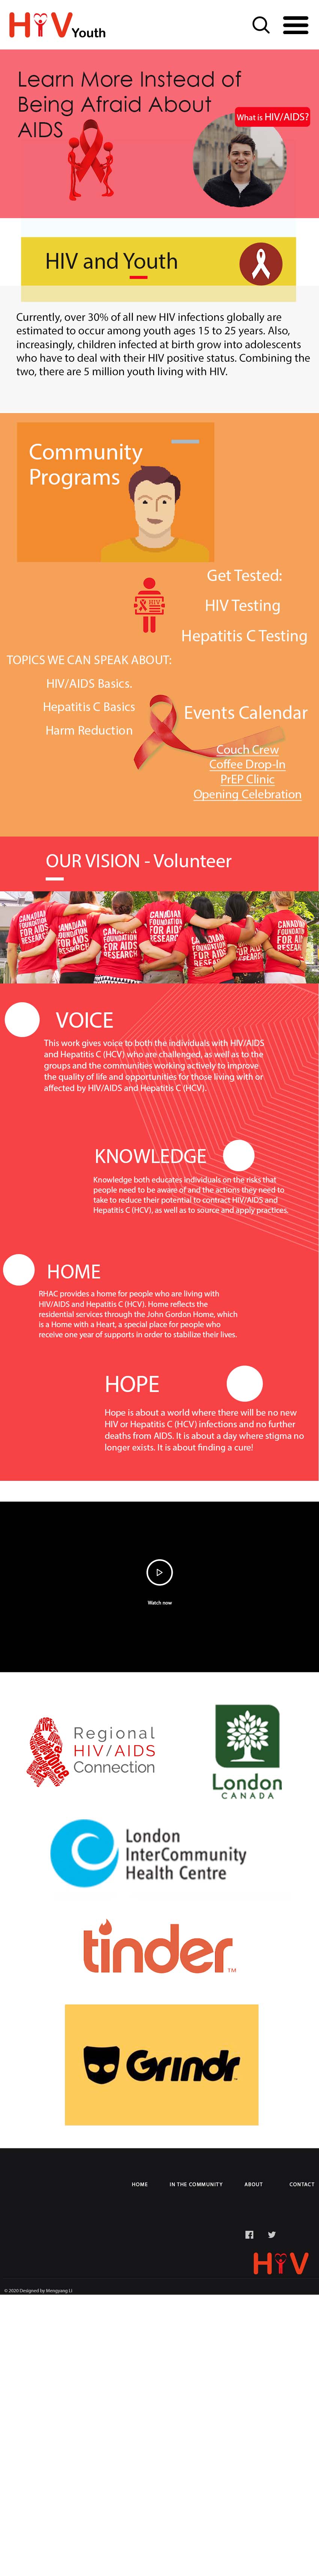 HIV Youth
Learn More Instead of
Being Afraid About
AIDS
What is HIV/AIDS?
HIV and Youth
Currently, over 30% of all new HIV infections globally are
estimated to occur among youth ages 15 to 25 years. Also,
increasingly, children infected at birth grow into adolescents
who have to deal with their HIV positive status. Combining the
two, there are 5 million youth living with HIV.
Community
Programs
Get Tested:
HIV
HIV Testing
Hepatitis C Testing
TOPICS WE CAN SPEAK ABOUT:
HIV/AIDS Basics.
Hepatitis C Basics
Harm Reduction
Events Calendar
Couch Crew
Coffee Drop-In
PrEP Clinic
Opening Celebration
OUR VISION - Volunteer
CANADIAN
FOUNDATION
FOR AIDS
RESEARCH
VOICE
This work gives voice to both the individuals with HIV/AIDS
and Hepatitis C (HCV) who are challenged, as well as to the
groups and the communities working actively to improve
the quality of life and opportunities for those living with or
affected by HIV/AIDS and Hepatitis C (HCV).
KNOWLEDGE
Knowledge both educates individuals on the risks that
people need to be aware of and the actions they need to
take to reduce their potential to contract HIV/AIDS and
Hepatitis C (HCV), as well as to source and apply practices.
HOME
RHAC provides a home for people who are living with
HIV/AIDS and Hepatitis C (HCV). Home reflects the
residential services through the John Gordon Home, which
is a Home with a Heart, a special place for people who
receive one year of supports in order to stabilize their lives.
HOPE
Hope is about a world where there will be no new
HIV or Hepatitis C (HCV) infections and no further
deaths from AIDS. It is about a day where stigma no
longer exists. It is about finding a cure!
Watch now
Regional
HIV/AIDS
Connection
London
CANADA
London
InterCommunity
Health Centre
tinder™
Grindr
HOME IN THE COMMUNITY ABOUT CONTACT
HIV
© 2020 Designed by Mengyang LI